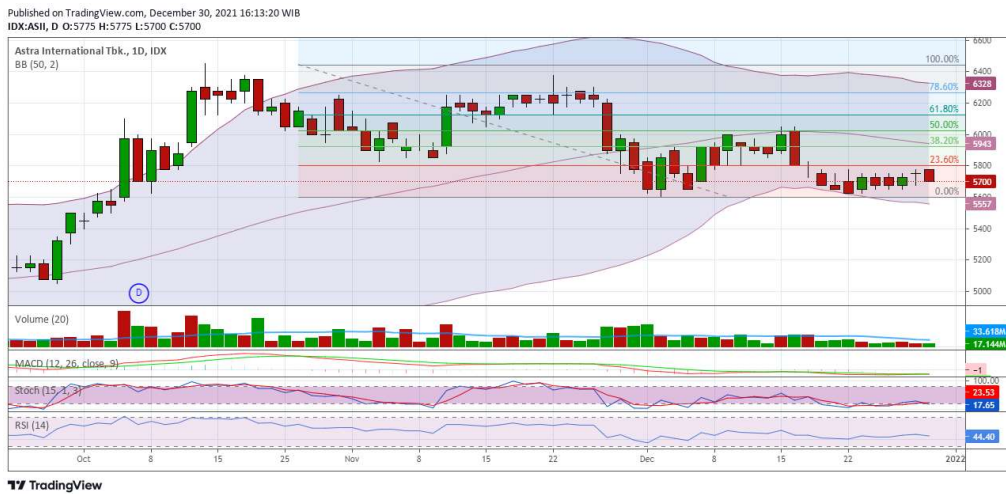 Published on TradingView.com, December 30, 2021 16:13:20 WIB
IDX:ASII, D O:5775 H:5775 L:5700 C:5700
Astra International Tbk., 1D, IDX
BB (50, 2)
6600
100.00%
6400
6328
78.60%
6200
61.80%
50.00%
6000
38.20%
5943
23.60%
5800
5700
0.00%
5557
5400
5200
5000
D
Volume (20)
33.618M
17.144M
MACD (12, 26, close, 9)
−1
Stoch (15, 1, 3)
100.00
23.53
17.65
RSI (14)
44.40
Oct 8 15 25 Nov 8 15 22 Dec 8 15 22 2022
TradingView